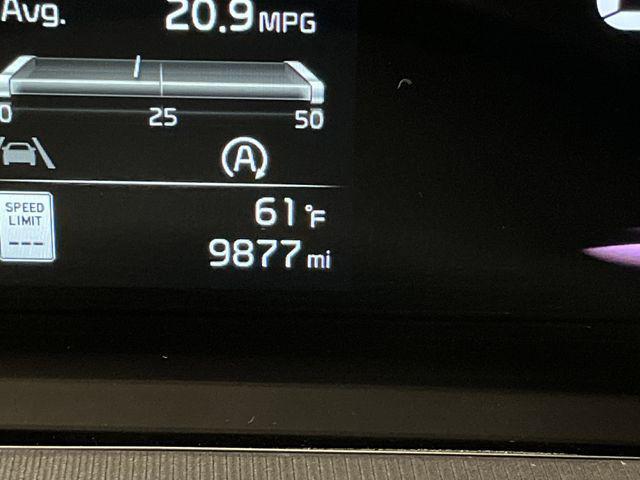 Avg. 20.9 MPG
0 25 50
A
SPEED
LIMIT
---
61 °F
9877 mi